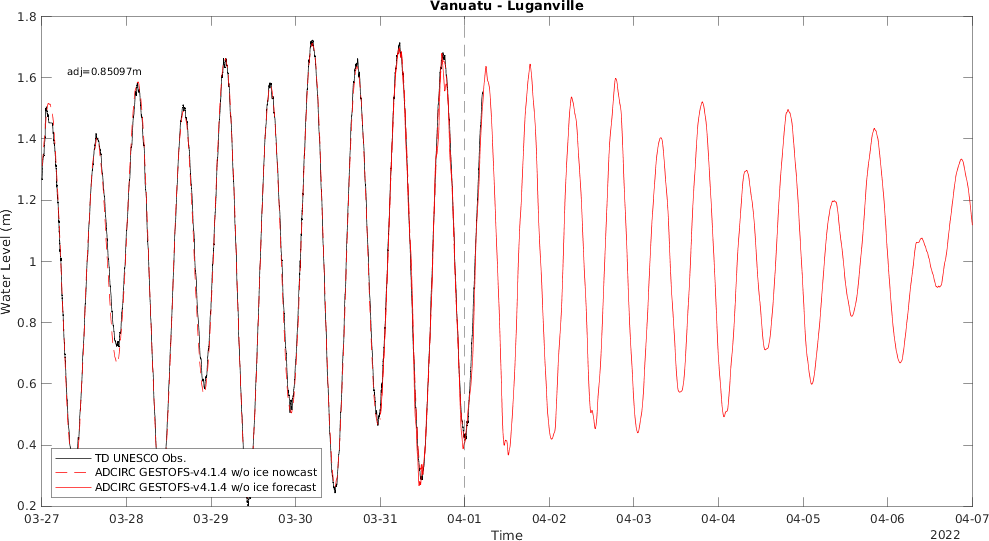 Vanuatu - Luganville
1.8
1.6
1.4
1.2
1
0.8
0.6
0.4
0.2
Water Level (m)
adj=0.85097m
TD UNESCO Obs.
ADCIRC GESTOFS-v4.1.4 w/o ice nowcast
ADCIRC GESTOFS-v4.1.4 w/o ice forecast
03-27 03-28 03-29 03-30 03-31 04-01 04-02 04-03 04-04 04-05 04-06 04-07
Time
2022